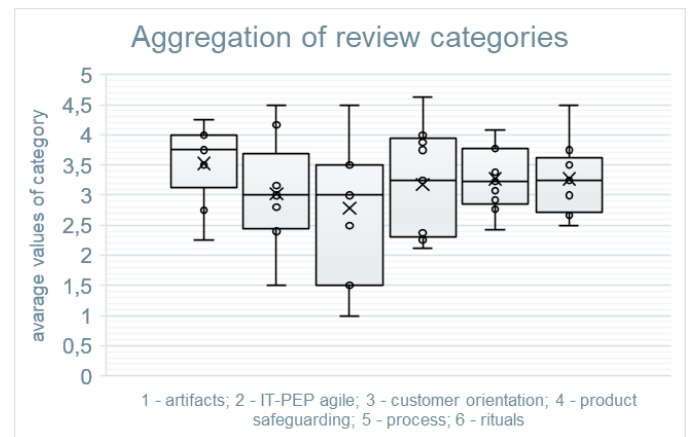 Aggregation of review categories
avarage values of category
5
4,5
4
3,5
3
2,5
2
1,5
1
0,5
0
1 - artifacts; 2 - IT-PEP agile; 3 - customer orientation; 4 - product
safeguarding; 5 - process; 6 - rituals